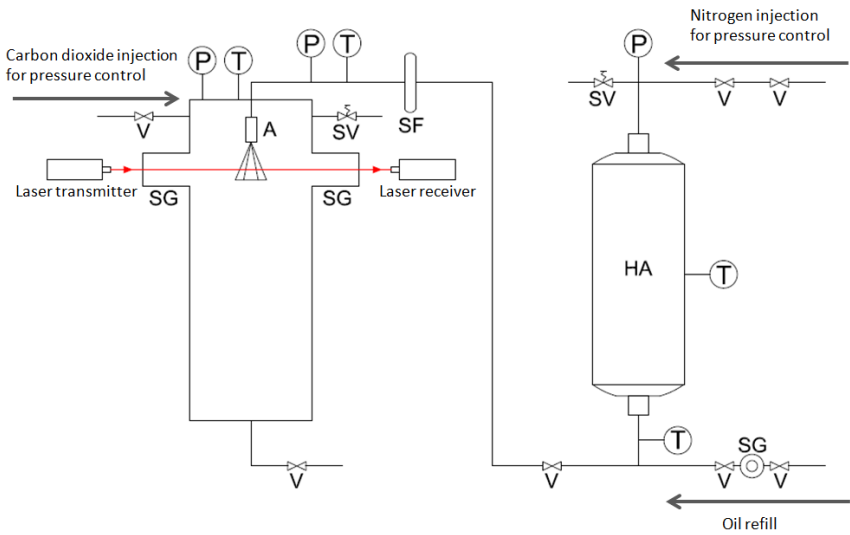 Nitrogen injection
for pressure control
Carbon dioxide injection
for pressure control
P
T
P
T
P
V
A
SV
SF
SV
V
V
Laser transmitter
SG
SG
Laser receiver
HA
T
T
SG
V
V
V
V
Oil refill